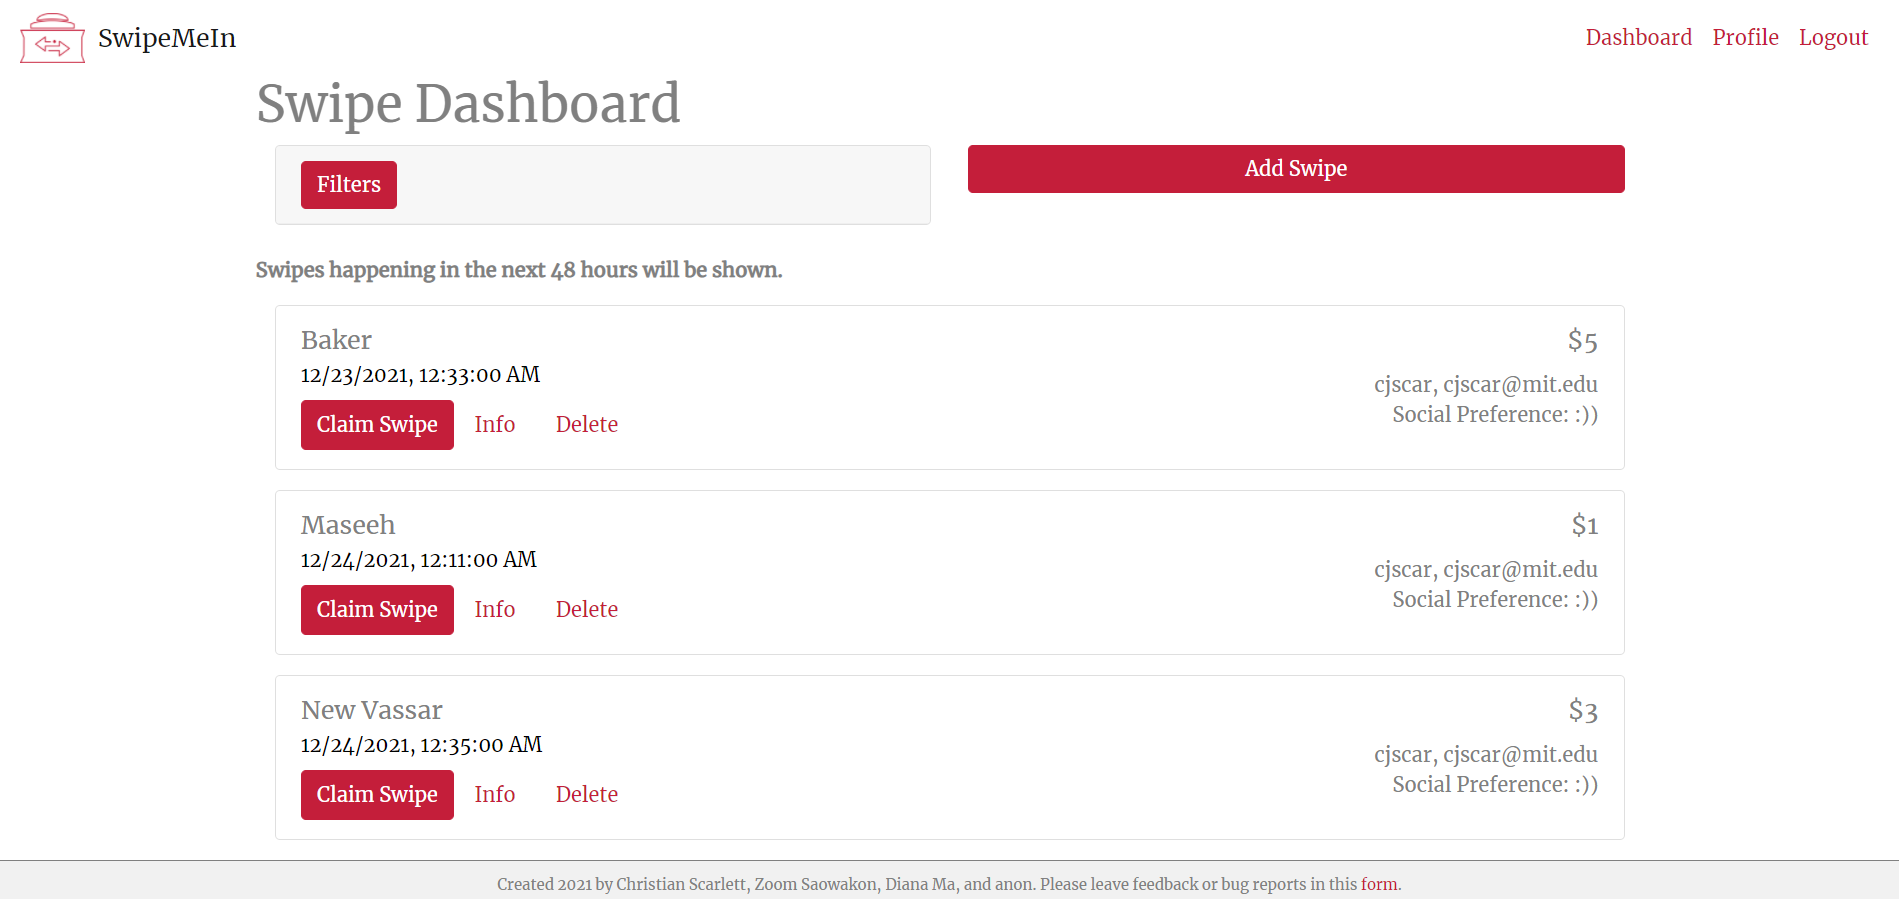 SwipeMeIn
Dashboard Profile Logout
Swipe Dashboard
Filters
Add Swipe
Swipes happening in the next 48 hours will be shown.
Baker
$5
12/23/2021, 12:33:00 AM
cjscar, cjscar@mit.edu
Social Preference: :))
Claim Swipe Info Delete
Maseeh
$1
12/24/2021, 12:11:00 AM
cjscar, cjscar@mit.edu
Social Preference: :))
Claim Swipe Info Delete
New Vassar
$3
12/24/2021, 12:35:00 AM
cjscar, cjscar@mit.edu
Social Preference: :))
Claim Swipe Info Delete
Created 2021 by Christian Scarlett, Zoom Saowakon, Diana Ma, and anon. Please leave feedback or bug reports in this form.